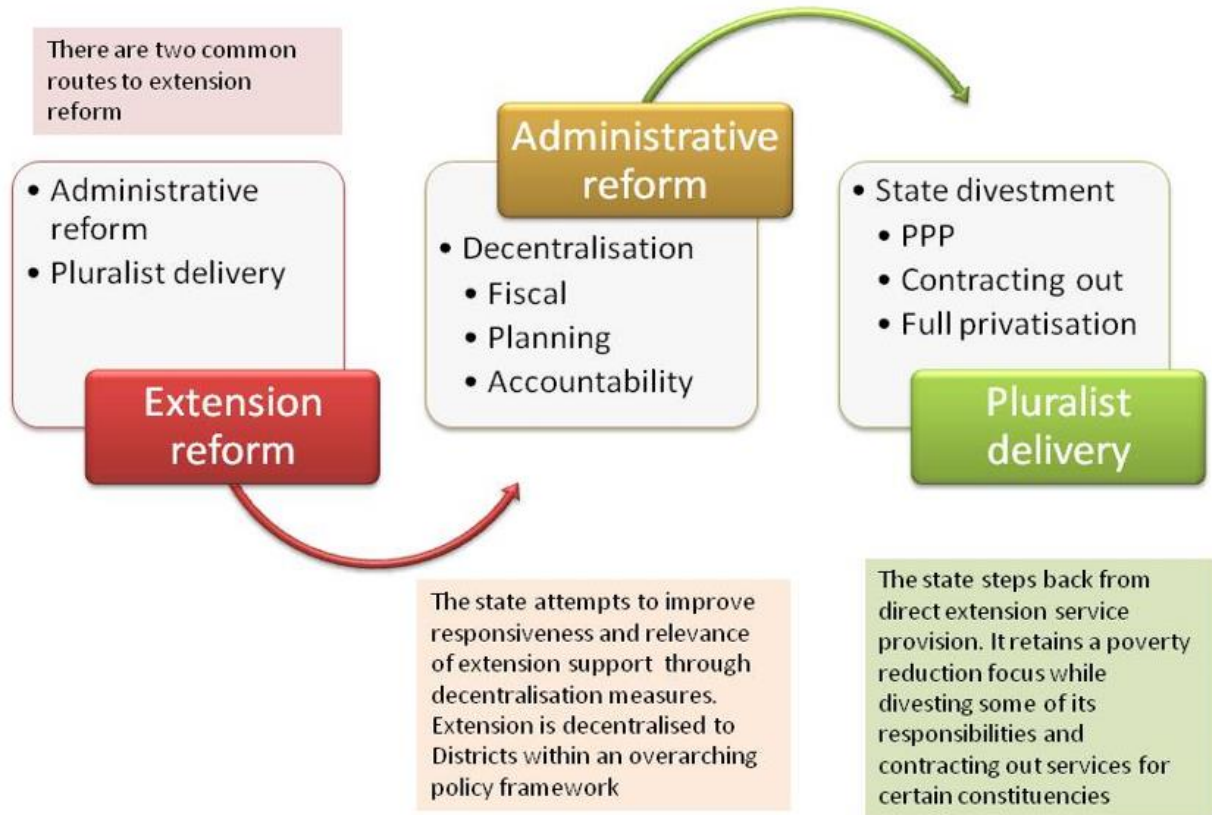 There are two common
routes to extension
reform
• Administrative
reform
• Pluralist delivery
Extension
reform
Administrative
reform
• Decentralisation
• Fiscal
• Planning
• Accountability
The state attempts to improve
responsiveness and relevance
of extension support through
decentralisation measures.
Extension is decentralised to
Districts within an overarching
policy framework
• State divestment
• PPP
• Contracting out
• Full privatisation
Pluralist
delivery
The state steps back from
direct extension service
provision. It retains a poverty
reduction focus while
divesting some of its
responsibilities and
contracting out services for
certain constituencies